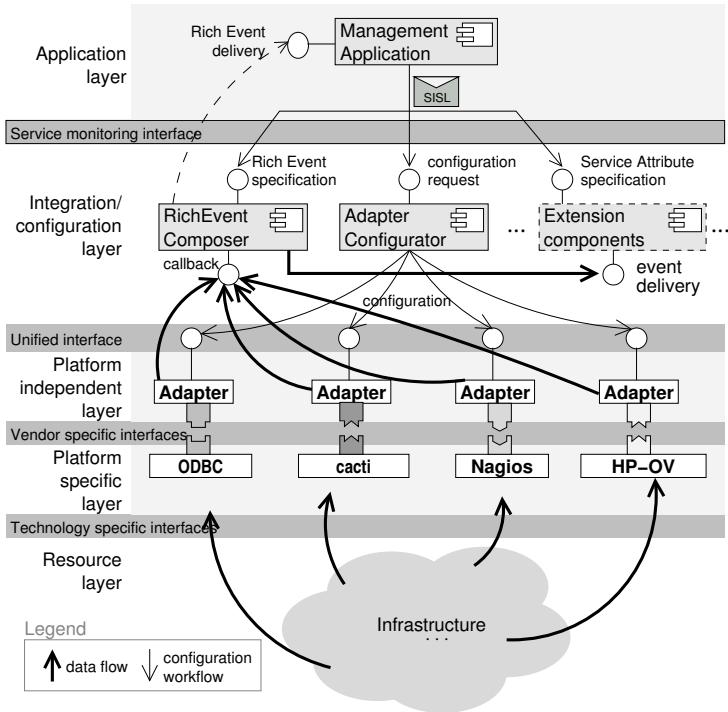 Rich Event
delivery
Management
Application
Application
layer
SISL
Service monitoring interface
Rich Event
specification
configuration
request
Service Attribute
specification
Integration/
configuration
layer
RichEvent
Composer
Adapter
Configurator
...
Extension
components
...
callback
event
delivery
configuration
Unified interface
Platform
independent
layer
Adapter
Adapter
Adapter
Adapter
Vendor specific interfaces
Platform
specific
layer
ODBC
cacti
Nagios
HP−OV
Technology specific interfaces
Resource
layer
Infrastructure
...
Legend
data flow
configuration
workflow